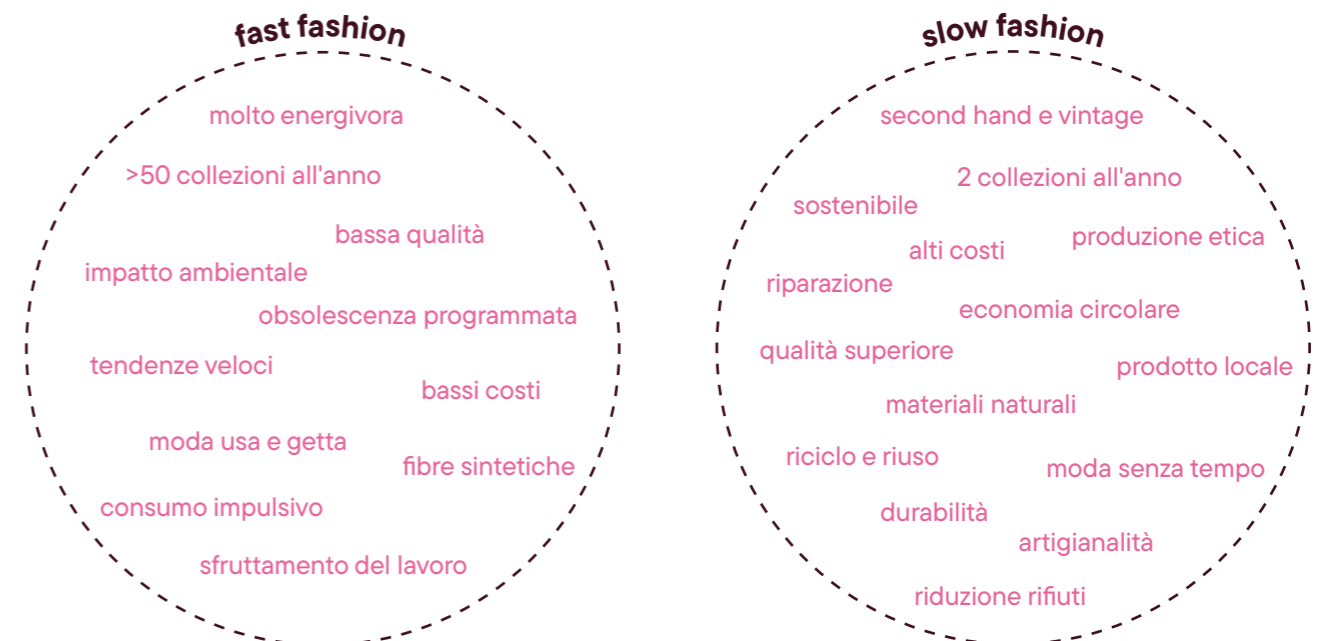 fast fashion
molto energivora
>50 collezioni all'anno
bassa qualità
impatto ambientale
obsolescenza programmata
tendenze veloci
bassi costi
moda usa e getta
fibre sintetiche
consumo impulsivo
sfruttamento del lavoro
slow fashion
second hand e vintage
2 collezioni all'anno
sostenibile
produzione etica
alti costi
riparazione
economia circolare
qualità superiore
prodotto locale
materiali naturali
riciclo e riuso
moda senza tempo
durabilità
artigianalità
riduzione rifiuti